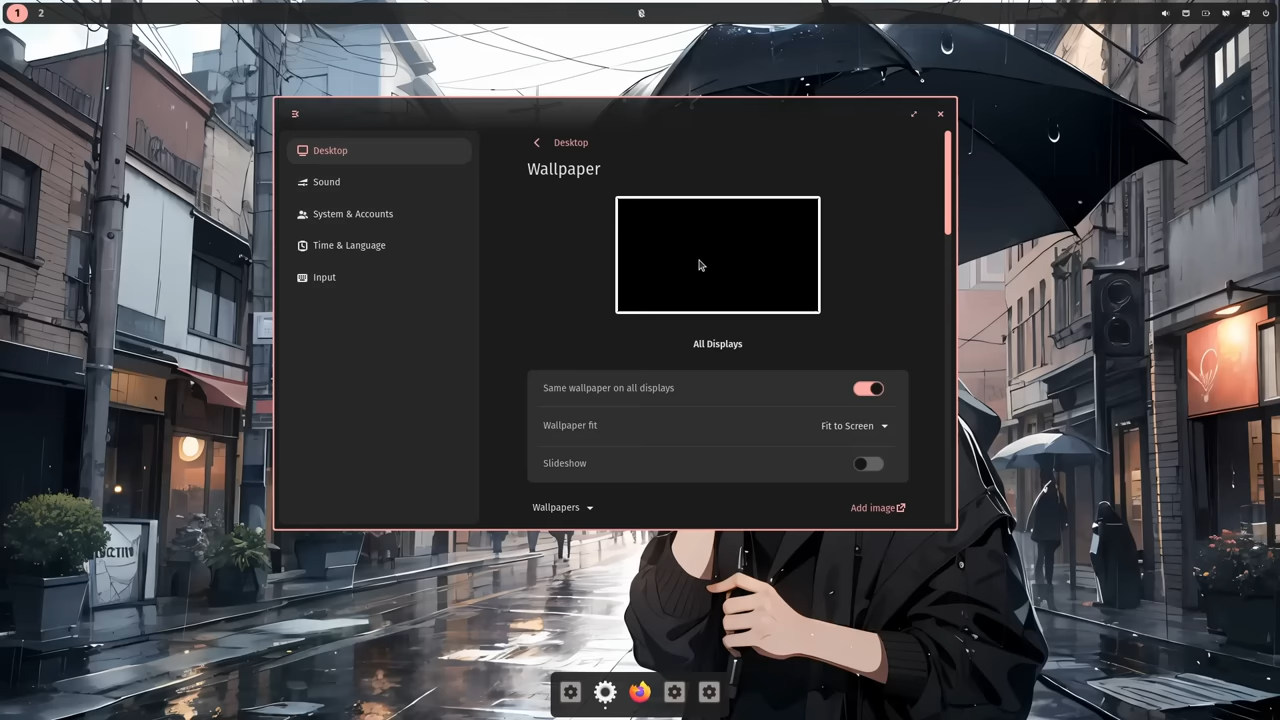 1 2
Desktop
Sound
System & Accounts
Time & Language
Input
Desktop
Wallpaper
All Displays
Same wallpaper on all displays
Wallpaper fit Fit to Screen
Slideshow
Wallpapers Add image